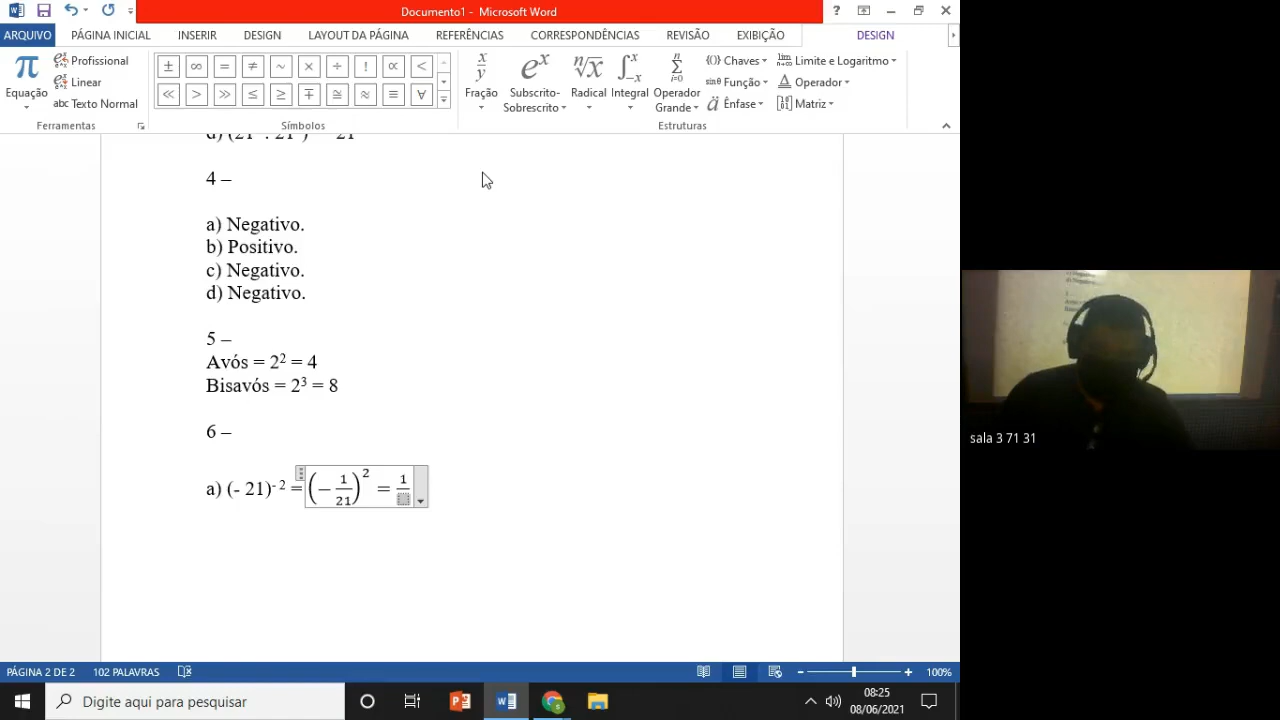 Documento1 - Microsoft Word
?
ARQUIVO PÁGINA INICIAL INSERIR DESIGN LAYOUT DA PÁGINA REFERÊNCIAS CORRESPONDÊNCIAS REVISÃO EXIBIÇÃO DESIGN
π Equação
Profissional
Linear
abc Texto Normal
Ferramentas
± ∞ = ≠ ~ × ÷ ! ∝ <
≪ > ≫ ≤ ≥ ∓ ≅ ≈ ≡ ∀
Símbolos
x/y Fração
eˣ Subscrito-Sobrescrito
ⁿ√x Radical
∫ Integral
Σ Operador Grande
{()} Chaves
sinθ Função
ä Ênfase
lim Limite e Logaritmo
Operador
Matriz
Estruturas
4 –
a) Negativo.
b) Positivo.
c) Negativo.
d) Negativo.
5 –
Avós = 2² = 4
Bisavós = 2³ = 8
6 –
a) (- 21)⁻ ² = (− 1/21)² = 1/
sala 3 71 31
PÁGINA 2 DE 2 102 PALAVRAS 100%
Digite aqui para pesquisar
08:25
08/06/2021